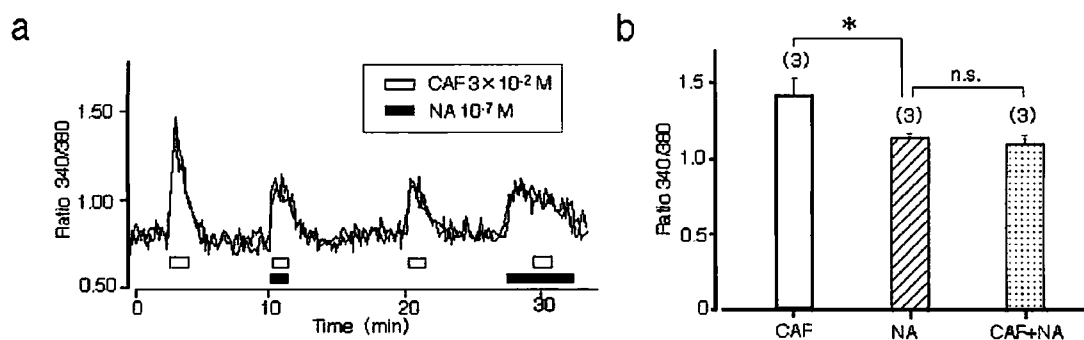 a
Ratio 340/380
1.50
1.00
0.50
CAF 3×10⁻² M
NA 10⁻⁷ M
0
10
20
30
Time (min)
b
Ratio 340/380
1.5
1.0
0.5
0
*
n.s.
(3)
(3)
(3)
CAF
NA
CAF+NA